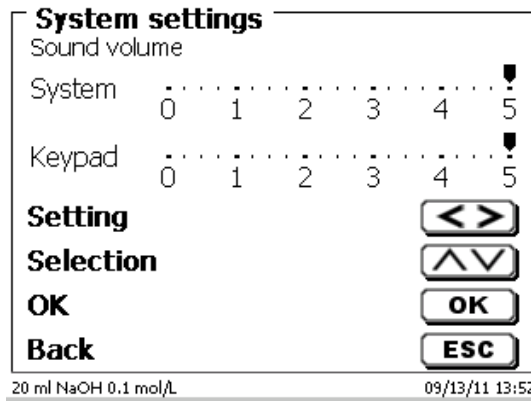 System settings
Sound volume
System
0 1 2 3 4 5
Keypad
0 1 2 3 4 5
Setting < >
Selection
OK OK
Back ESC
20 ml NaOH 0.1 mol/L 09/13/11 13:52